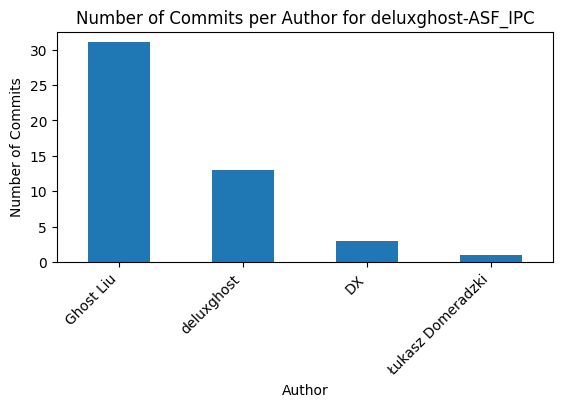 Number of Commits per Author for deluxghost-ASF_IPC
Number of Commits
30
25
20
15
10
5
0
Ghost Liu
deluxghost
DX
Łukasz Domeradzki
Author